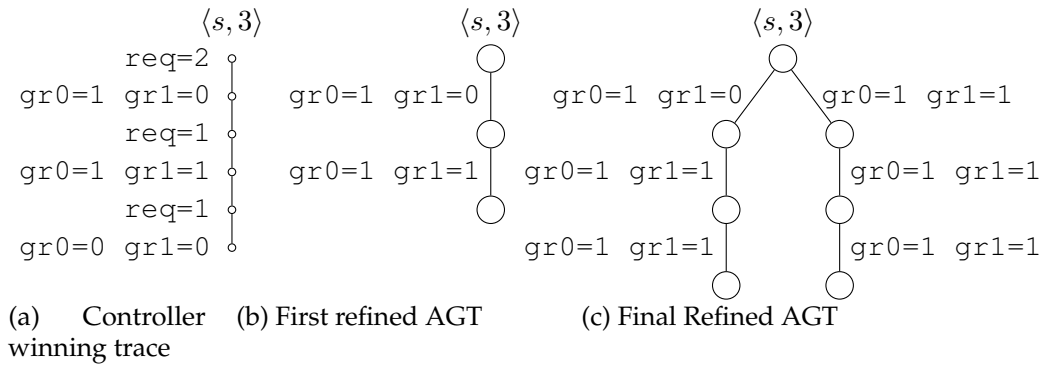 ⟨s, 3⟩ ⟨s, 3⟩ ⟨s, 3⟩
req=2
gr0=1 gr1=0 gr0=1 gr1=0 gr0=1 gr1=0 gr0=1 gr1=1
req=1
gr0=1 gr1=1 gr0=1 gr1=1 gr0=1 gr1=1 gr0=1 gr1=1
req=1
gr0=0 gr1=0 gr0=1 gr1=1 gr0=1 gr1=1
(a) Controller winning trace
(b) First refined AGT
(c) Final Refined AGT